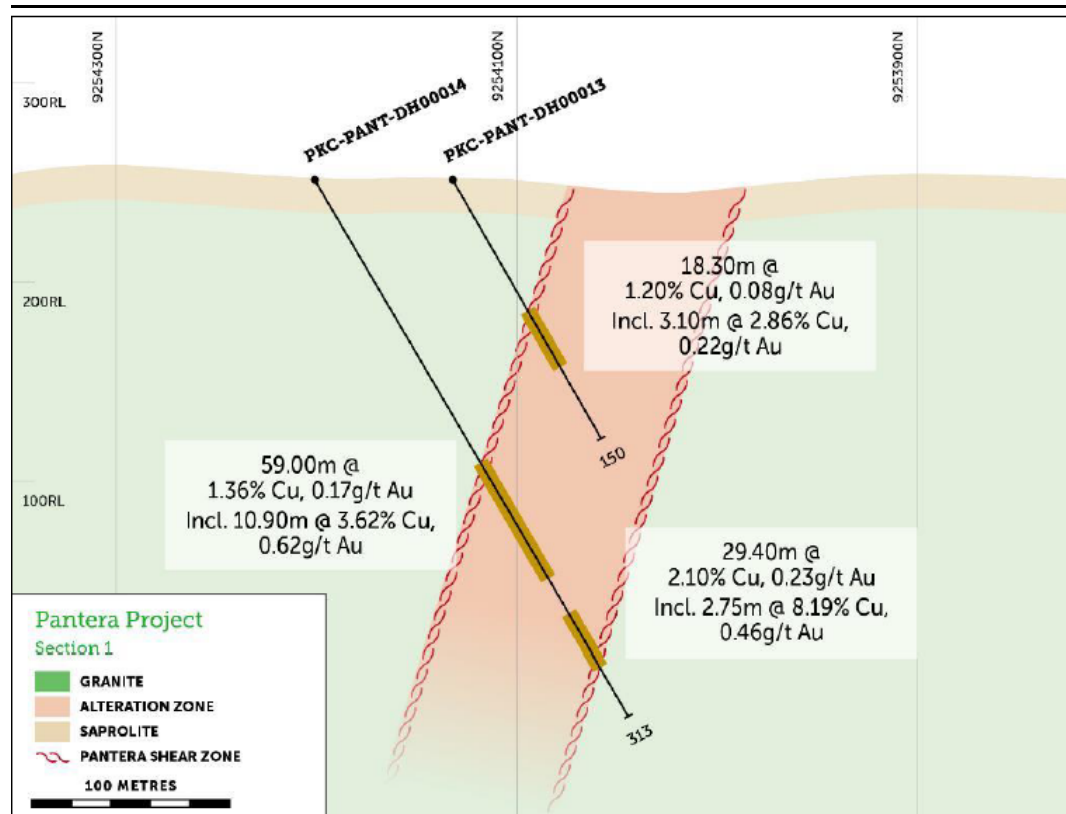 9254300N
9254100N
9253900N
300RL
PKC-PANT-DH00014
PKC-PANT-DH00013
200RL
18.30m @
1.20% Cu, 0.08g/t Au
Incl. 3.10m @ 2.86% Cu,
0.22g/t Au
150
100RL
59.00m @
1.36% Cu, 0.17g/t Au
Incl. 10.90m @ 3.62% Cu,
0.62g/t Au
29.40m @
2.10% Cu, 0.23g/t Au
Incl. 2.75m @ 8.19% Cu,
0.46g/t Au
313
Pantera Project
Section 1
GRANITE
ALTERATION ZONE
SAPROLITE
PANTERA SHEAR ZONE
100 METRES